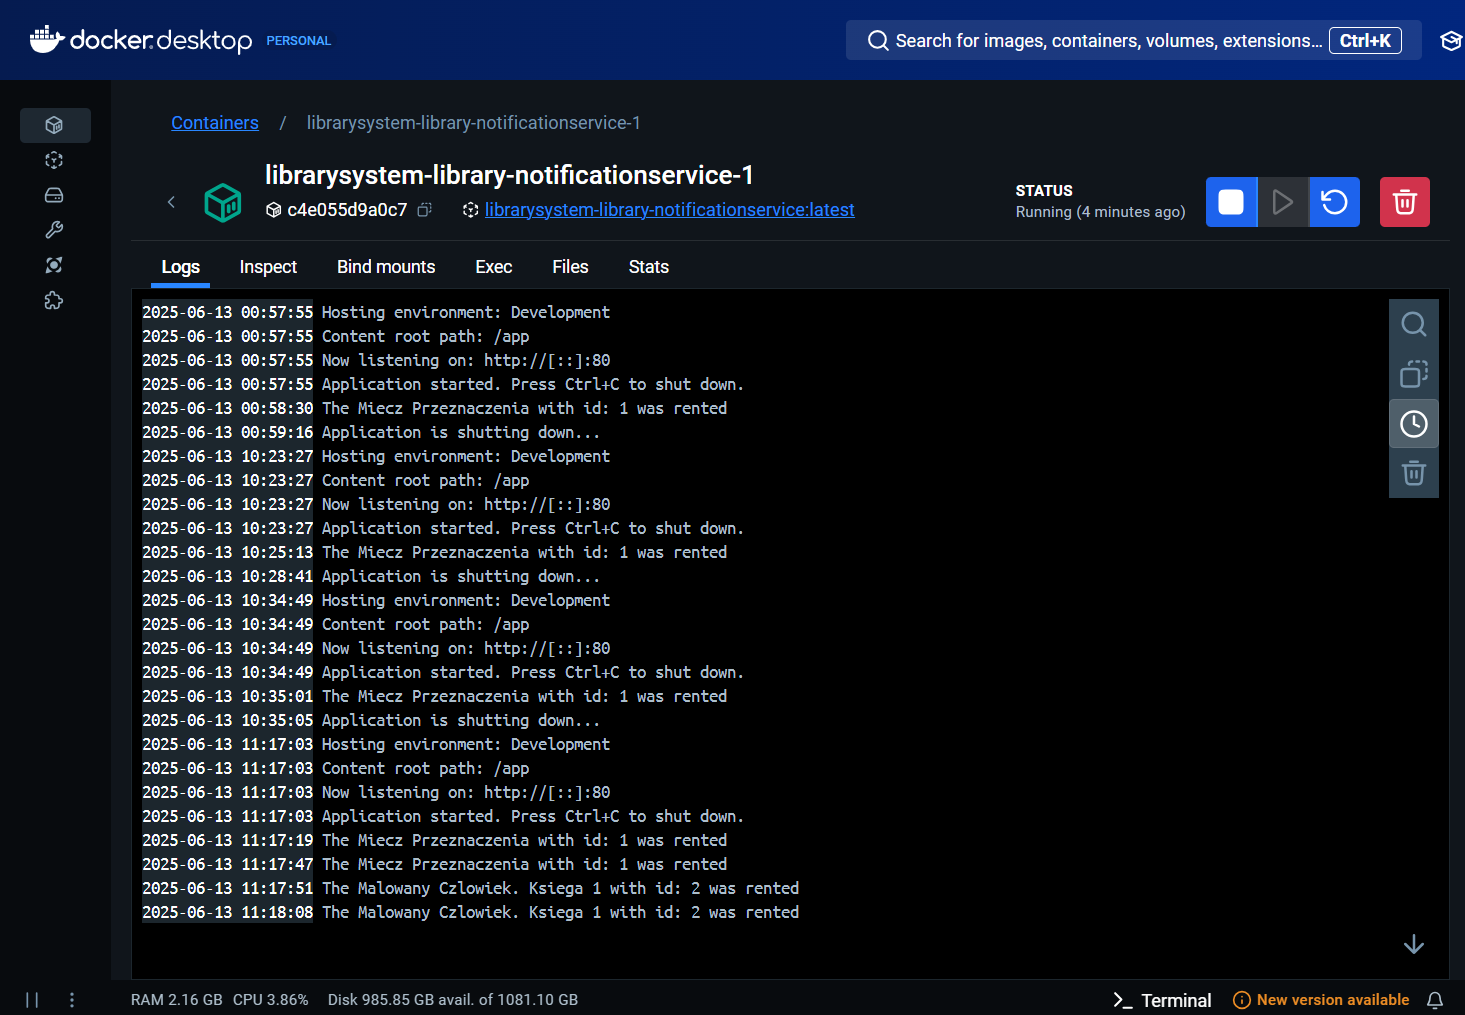 docker.desktop PERSONAL
Search for images, containers, volumes, extensions... Ctrl+K
Containers / librarysystem-library-notificationservice-1
librarysystem-library-notificationservice-1
c4e055d9a0c7 librarysystem-library-notificationservice:latest
STATUS
Running (4 minutes ago)
Logs Inspect Bind mounts Exec Files Stats
2025-06-13 00:57:55 Hosting environment: Development
2025-06-13 00:57:55 Content root path: /app
2025-06-13 00:57:55 Now listening on: http://[::]:80
2025-06-13 00:57:55 Application started. Press Ctrl+C to shut down.
2025-06-13 00:58:30 The Miecz Przeznaczenia with id: 1 was rented
2025-06-13 00:59:16 Application is shutting down...
2025-06-13 10:23:27 Hosting environment: Development
2025-06-13 10:23:27 Content root path: /app
2025-06-13 10:23:27 Now listening on: http://[::]:80
2025-06-13 10:23:27 Application started. Press Ctrl+C to shut down.
2025-06-13 10:25:13 The Miecz Przeznaczenia with id: 1 was rented
2025-06-13 10:28:41 Application is shutting down...
2025-06-13 10:34:49 Hosting environment: Development
2025-06-13 10:34:49 Content root path: /app
2025-06-13 10:34:49 Now listening on: http://[::]:80
2025-06-13 10:34:49 Application started. Press Ctrl+C to shut down.
2025-06-13 10:35:01 The Miecz Przeznaczenia with id: 1 was rented
2025-06-13 10:35:05 Application is shutting down...
2025-06-13 11:17:03 Hosting environment: Development
2025-06-13 11:17:03 Content root path: /app
2025-06-13 11:17:03 Now listening on: http://[::]:80
2025-06-13 11:17:03 Application started. Press Ctrl+C to shut down.
2025-06-13 11:17:19 The Miecz Przeznaczenia with id: 1 was rented
2025-06-13 11:17:47 The Miecz Przeznaczenia with id: 1 was rented
2025-06-13 11:17:51 The Malowany Czlowiek. Ksiega 1 with id: 2 was rented
2025-06-13 11:18:08 The Malowany Czlowiek. Ksiega 1 with id: 2 was rented
RAM 2.16 GB CPU 3.86% Disk 985.85 GB avail. of 1081.10 GB
Terminal New version available